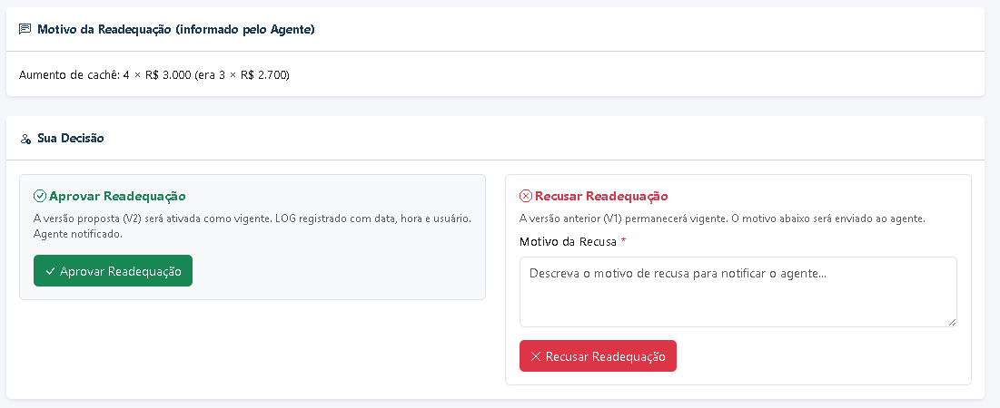 Motivo da Readequação (informado pelo Agente)
Aumento de cachê: 4 × R$ 3.000 (era 3 × R$ 2.700)
Sua Decisão
Aprovar Readequação
A versão proposta (V2) será ativada como vigente. LOG registrado com data, hora e usuário.
Agente notificado.
Aprovar Readequação
Recusar Readequação
A versão anterior (V1) permanecerá vigente. O motivo abaixo será enviado ao agente.
Motivo da Recusa *
Descreva o motivo de recusa para notificar o agente...
Recusar Readequação